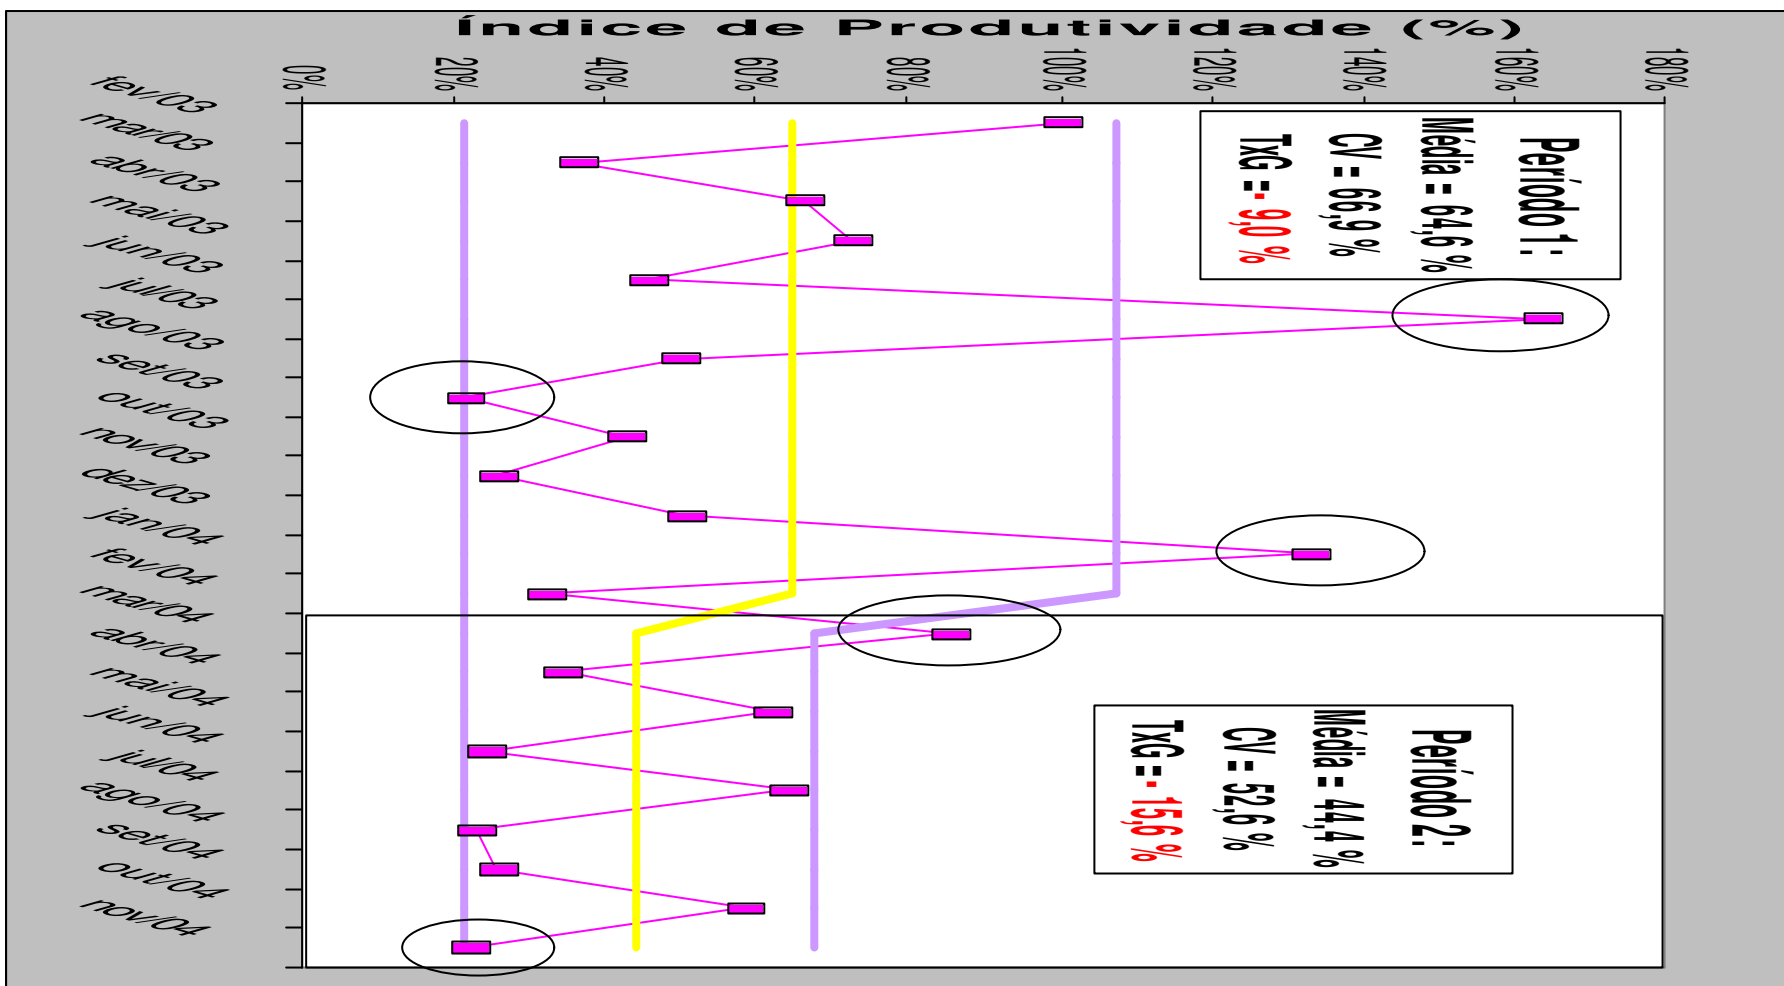 Índice de Produtividade (%)
0%
20%
40%
60%
80%
100%
120%
140%
160%
180%
fev/03
mar/03
abr/03
mai/03
jun/03
jul/03
ago/03
set/03
out/03
nov/03
dez/03
jan/04
fev/04
mar/04
abr/04
mai/04
jun/04
jul/04
ago/04
set/04
out/04
nov/04
Período 1:
Média : 64,6 %
CV : 66,9 %
TxG :- 9,0 %
Período 2:
Média : 44,4 %
CV : 52,6 %
TxG :- 15,6 %